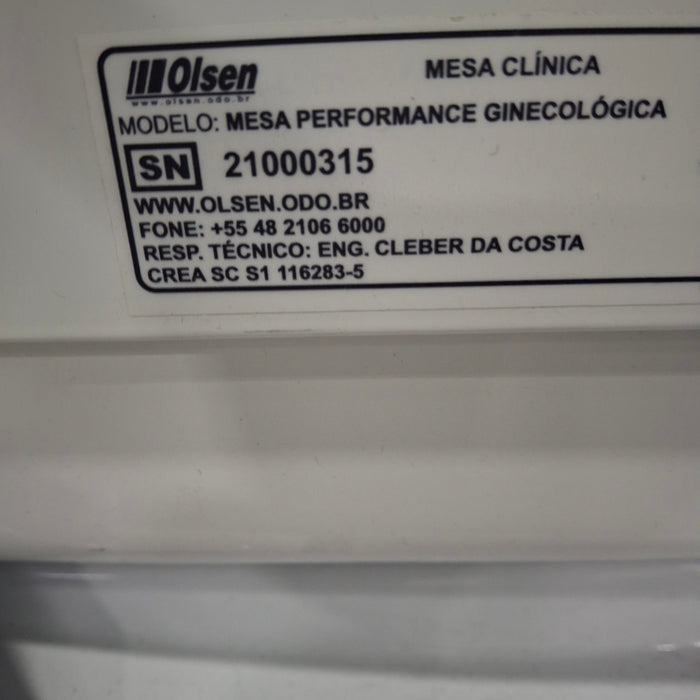 Olsen
www.olsen.odo.br
MESA CLÍNICA
MODELO: MESA PERFORMANCE GINECOLÓGICA
SN 21000315
WWW.OLSEN.ODO.BR
FONE: +55 48 2106 6000
RESP. TÉCNICO: ENG. CLEBER DA COSTA
CREA SC S1 116283-5